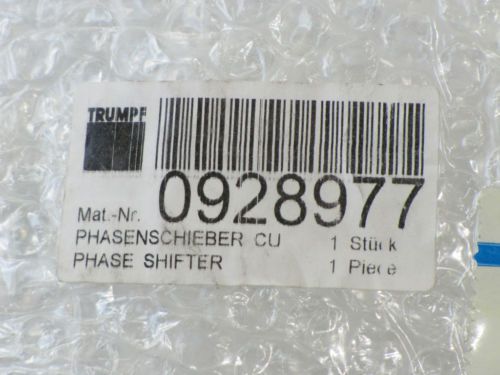 TRUMPF
Mat.-Nr. 0928977
PHASENSCHIEBER CU 1 Stück
PHASE SHIFTER 1 Piece